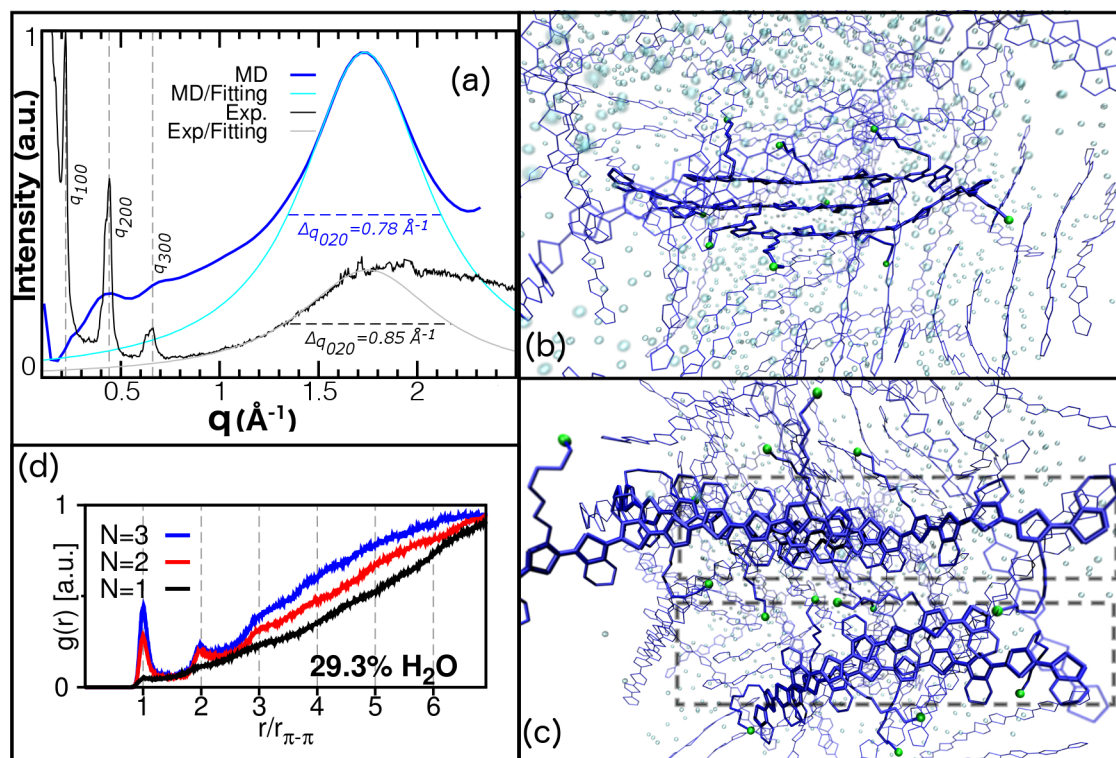 (a)
1
Intensity (a.u.)
0
MD
MD/Fitting
Exp.
Exp/Fitting
q100
q200
q300
Δq020=0.78 Å-1
Δq020=0.85 Å-1
0.5
1
1.5
2
q (Å-1)
(b)
(c)
(d)
1
g(r) [a.u.]
0
N=3
N=2
N=1
29.3% H2O
1
2
3
4
5
6
r/rπ-π